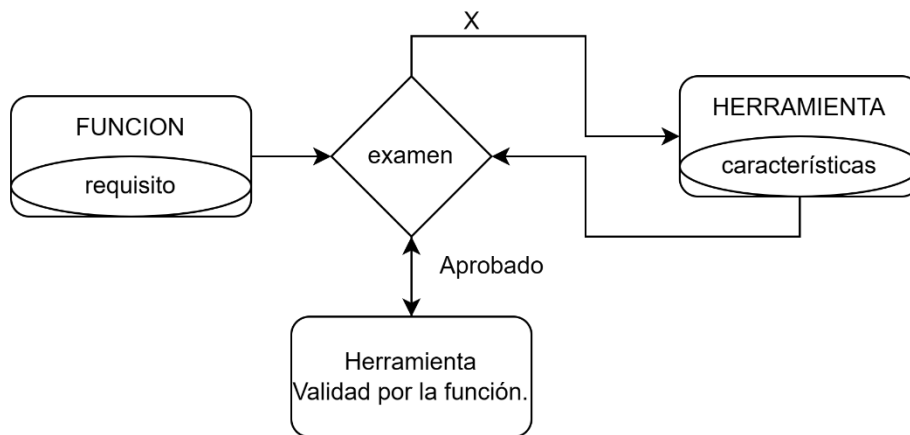 X
FUNCION
requisito
examen
HERRAMIENTA
características
Aprobado
Herramienta
Validad por la función.